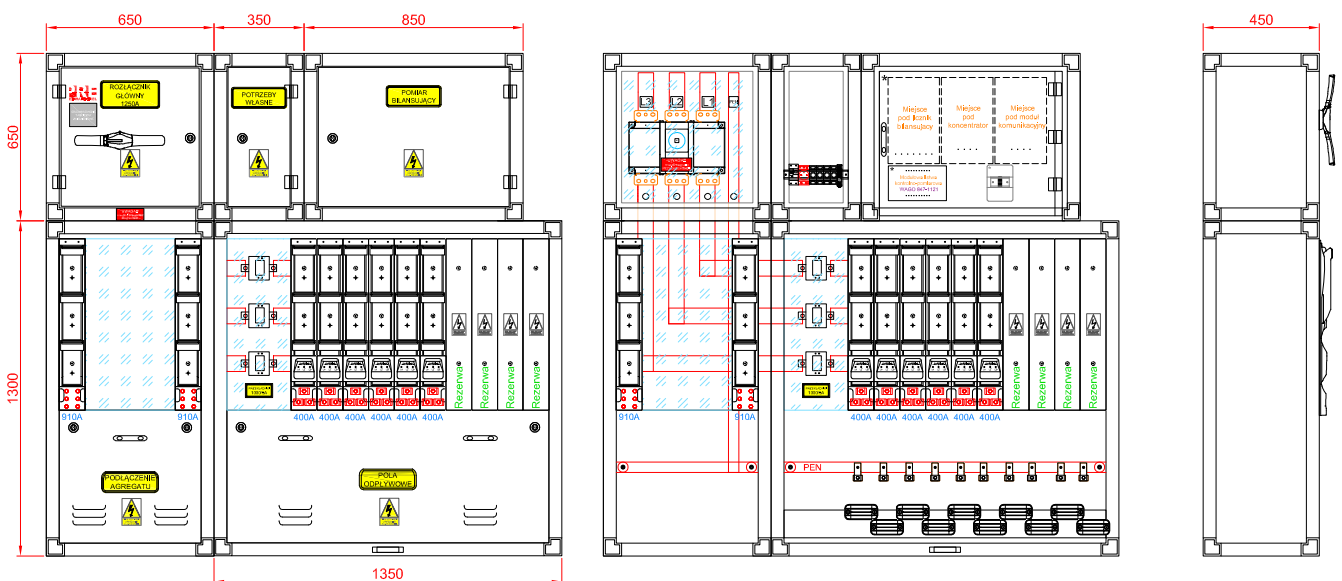 650
350
850
450
650
1300
1350
ROZŁĄCZNIK
GŁÓWNY
1250A
POTRZEBY
WŁASNE
POMIAR
BILANSUJĄCY
L3
L2
L1
*
Miejsce
pod licznik
bilansujący
Miejsce
pod
koncentrator
Miejsce
pod moduł
komunikacyjny
*
WAGO 847-1121
910A
910A
400A
400A
400A
400A
400A
400A
Rezerwa
Rezerwa
Rezerwa
Rezerwa
PODŁĄCZENIE
AGREGATU
POLA
ODPŁYWOWE
910A
910A
400A
400A
400A
400A
400A
400A
Rezerwa
Rezerwa
Rezerwa
Rezerwa
PEN